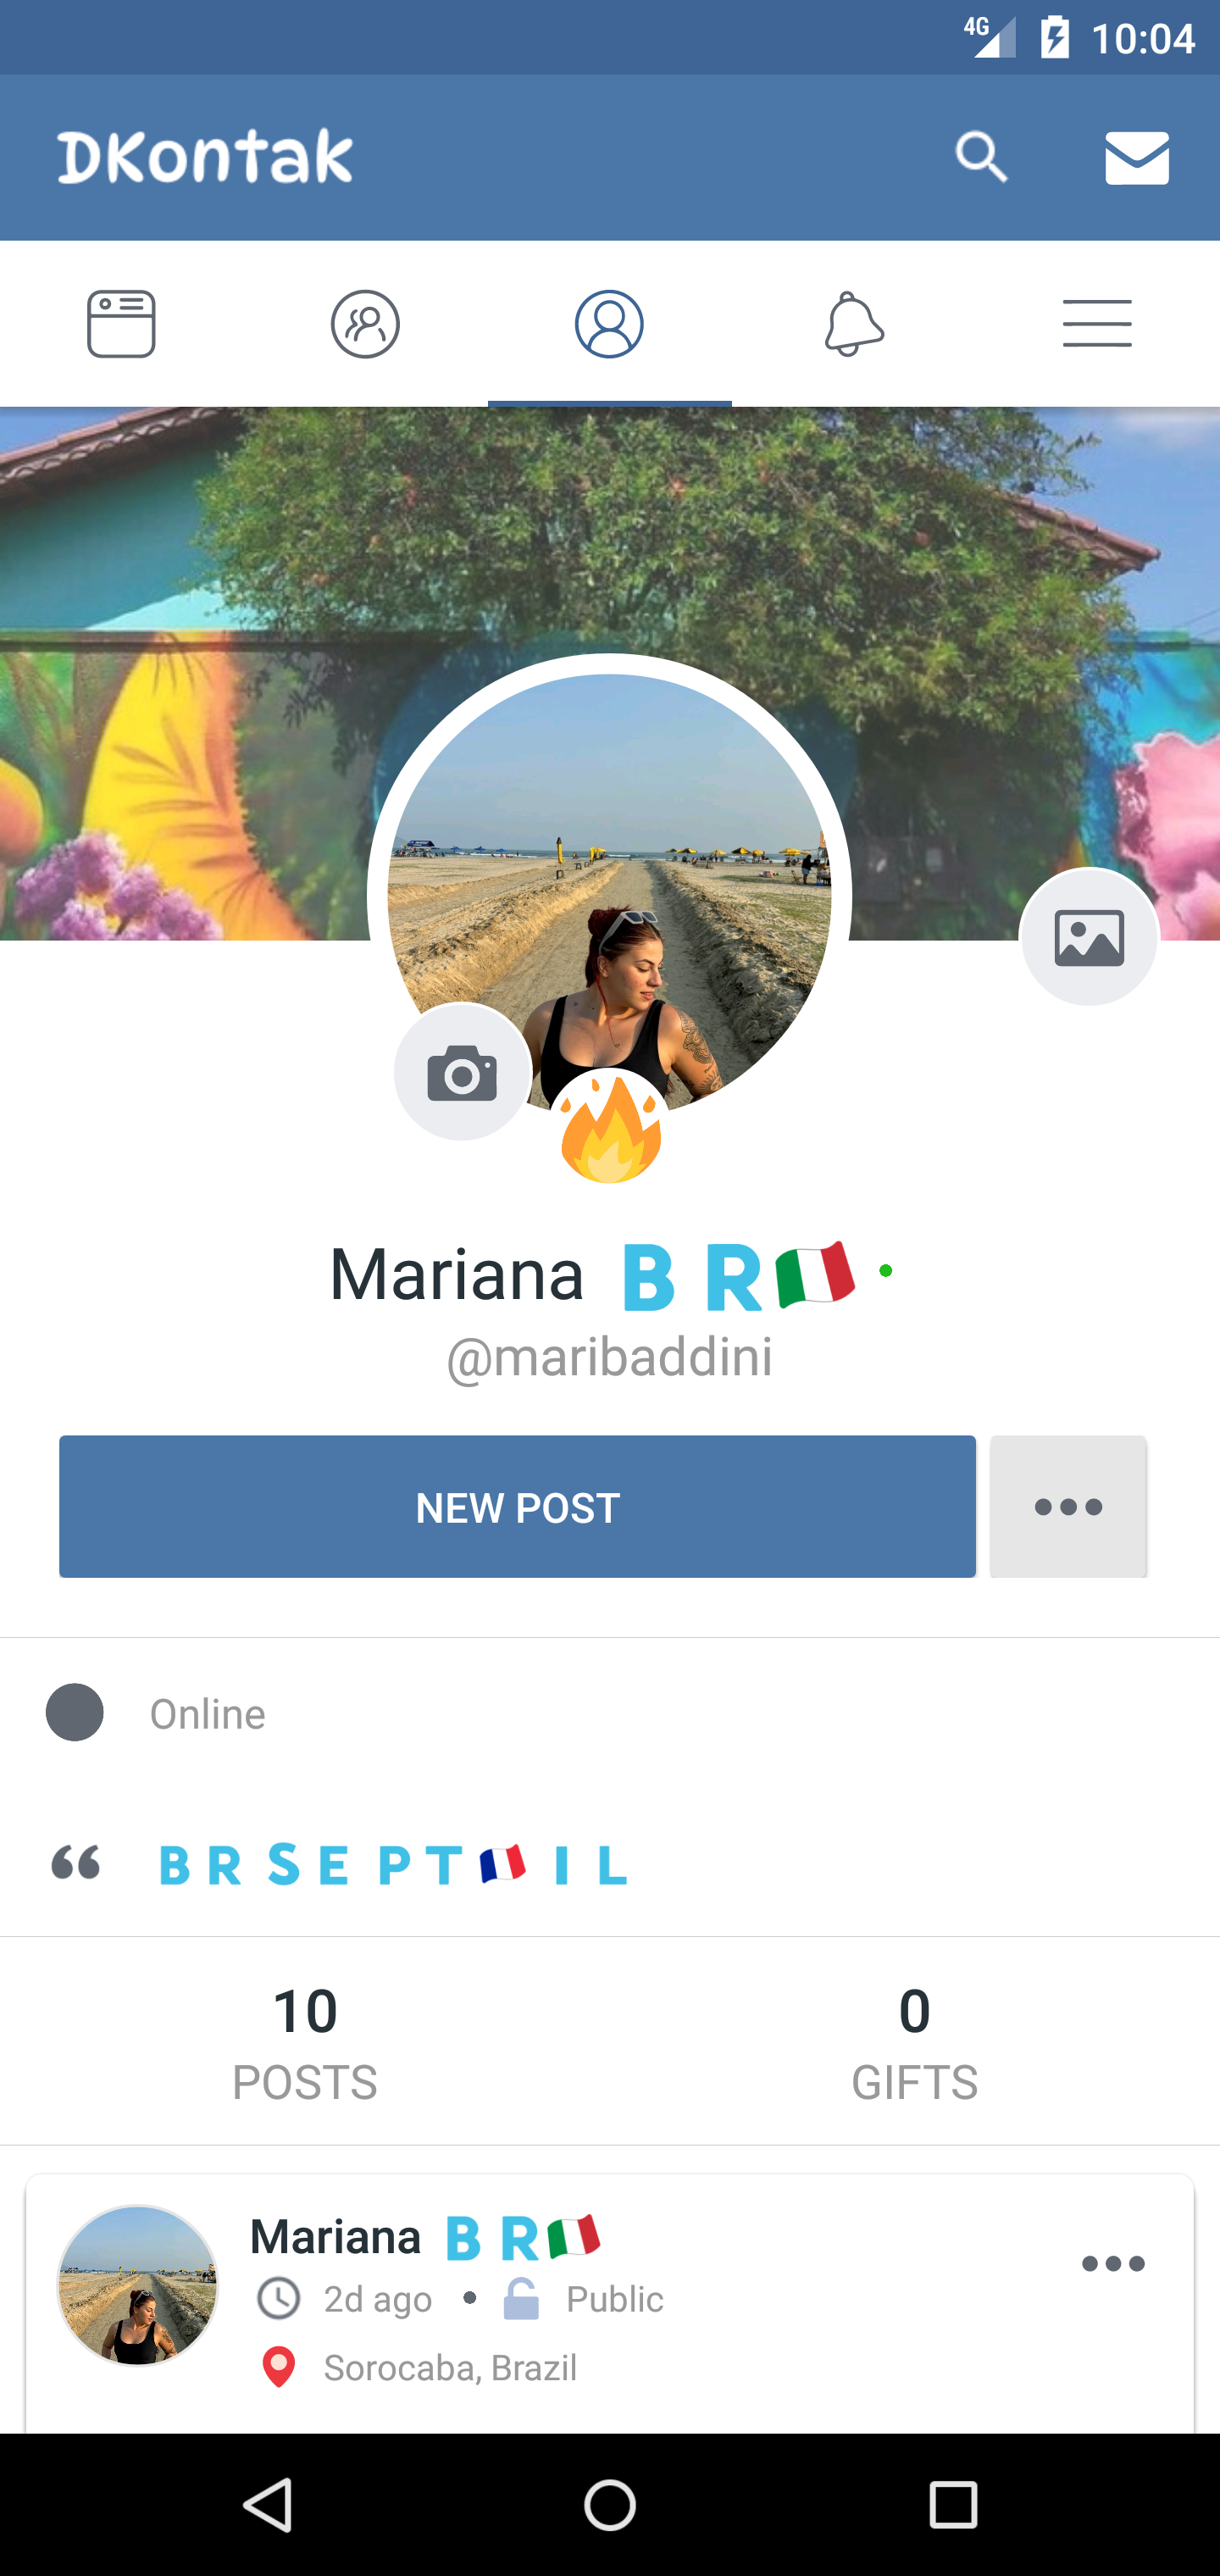 4G 10:04
DKontak
Mariana 🇧 🇷🇮🇹
@maribaddini
NEW POST
Online
🇧 🇷 🇸 🇪 🇵 🇹 🇫🇷 🇮 🇱
10
POSTS
0
GIFTS
Mariana 🇧 🇷🇮🇹
2d ago • Public
Sorocaba, Brazil